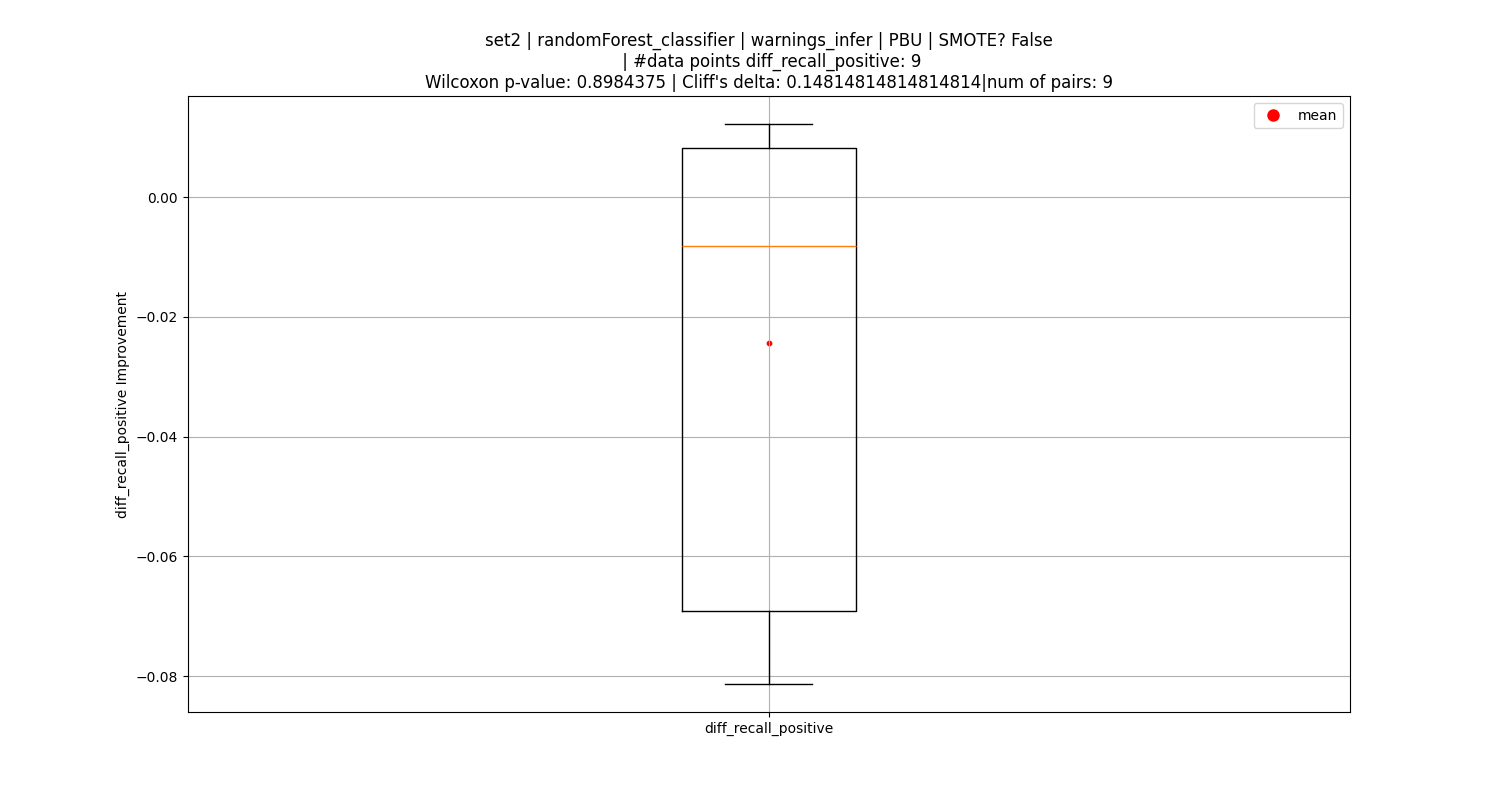 set2 | randomForest_classifier | warnings_infer | PBU | SMOTE? False
| #data points diff_recall_positive: 9
Wilcoxon p-value: 0.8984375 | Cliff's delta: 0.14814814814814814|num of pairs: 9
mean
0.00
−0.02
−0.04
−0.06
−0.08
diff_recall_positive Improvement
diff_recall_positive